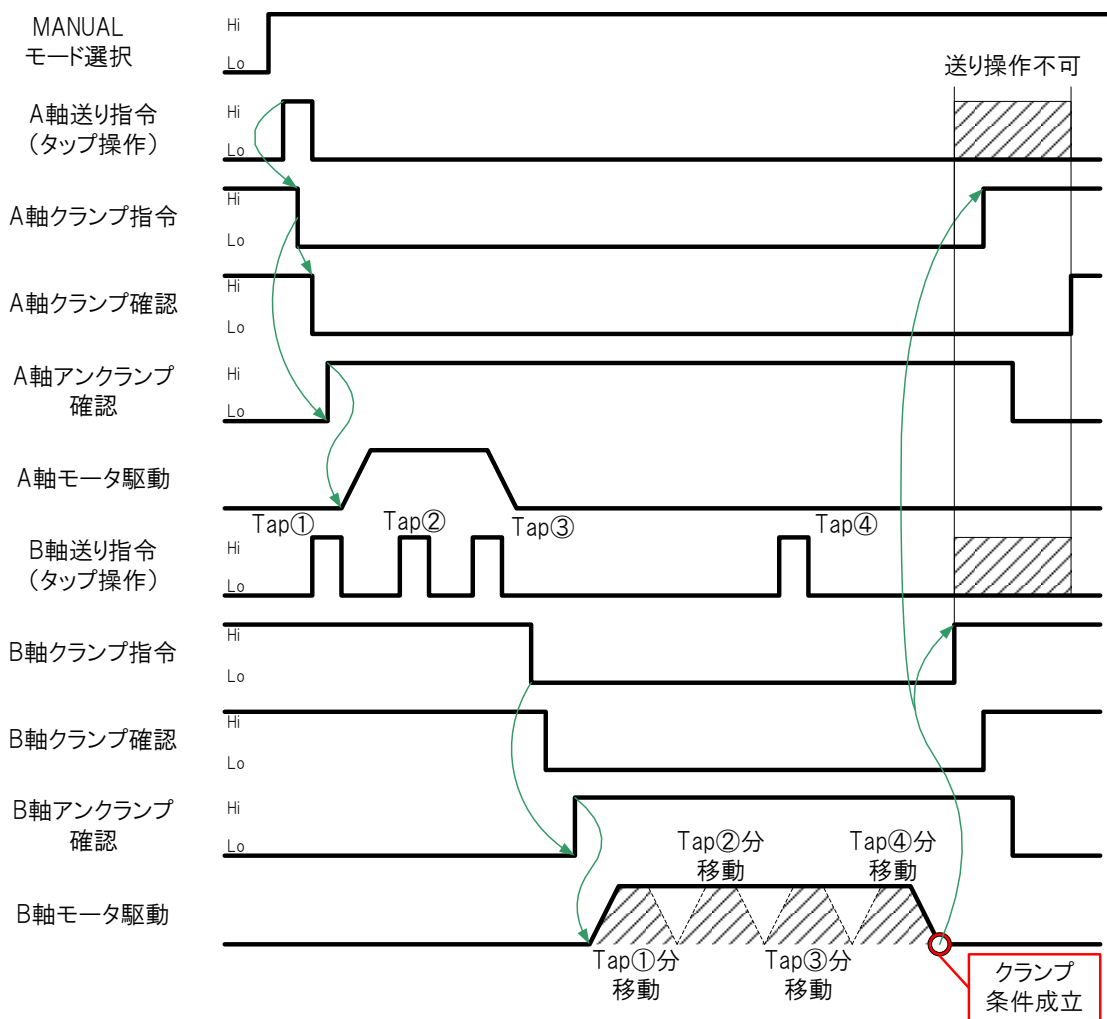 MANUAL
モード選択
Hi
Lo
送り操作不可
A軸送り指令
（タップ操作）
Hi
Lo
A軸クランプ指令
Hi
Lo
A軸クランプ確認
Hi
Lo
A軸アンクランプ
確認
Hi
Lo
A軸モータ駆動
Tap①
Tap②
Tap③
Tap④
B軸送り指令
（タップ操作）
Hi
Lo
B軸クランプ指令
Hi
Lo
B軸クランプ確認
Hi
Lo
B軸アンクランプ
確認
Hi
Lo
Tap②分
移動
Tap④分
移動
B軸モータ駆動
Tap①分
移動
Tap③分
移動
クランプ
条件成立